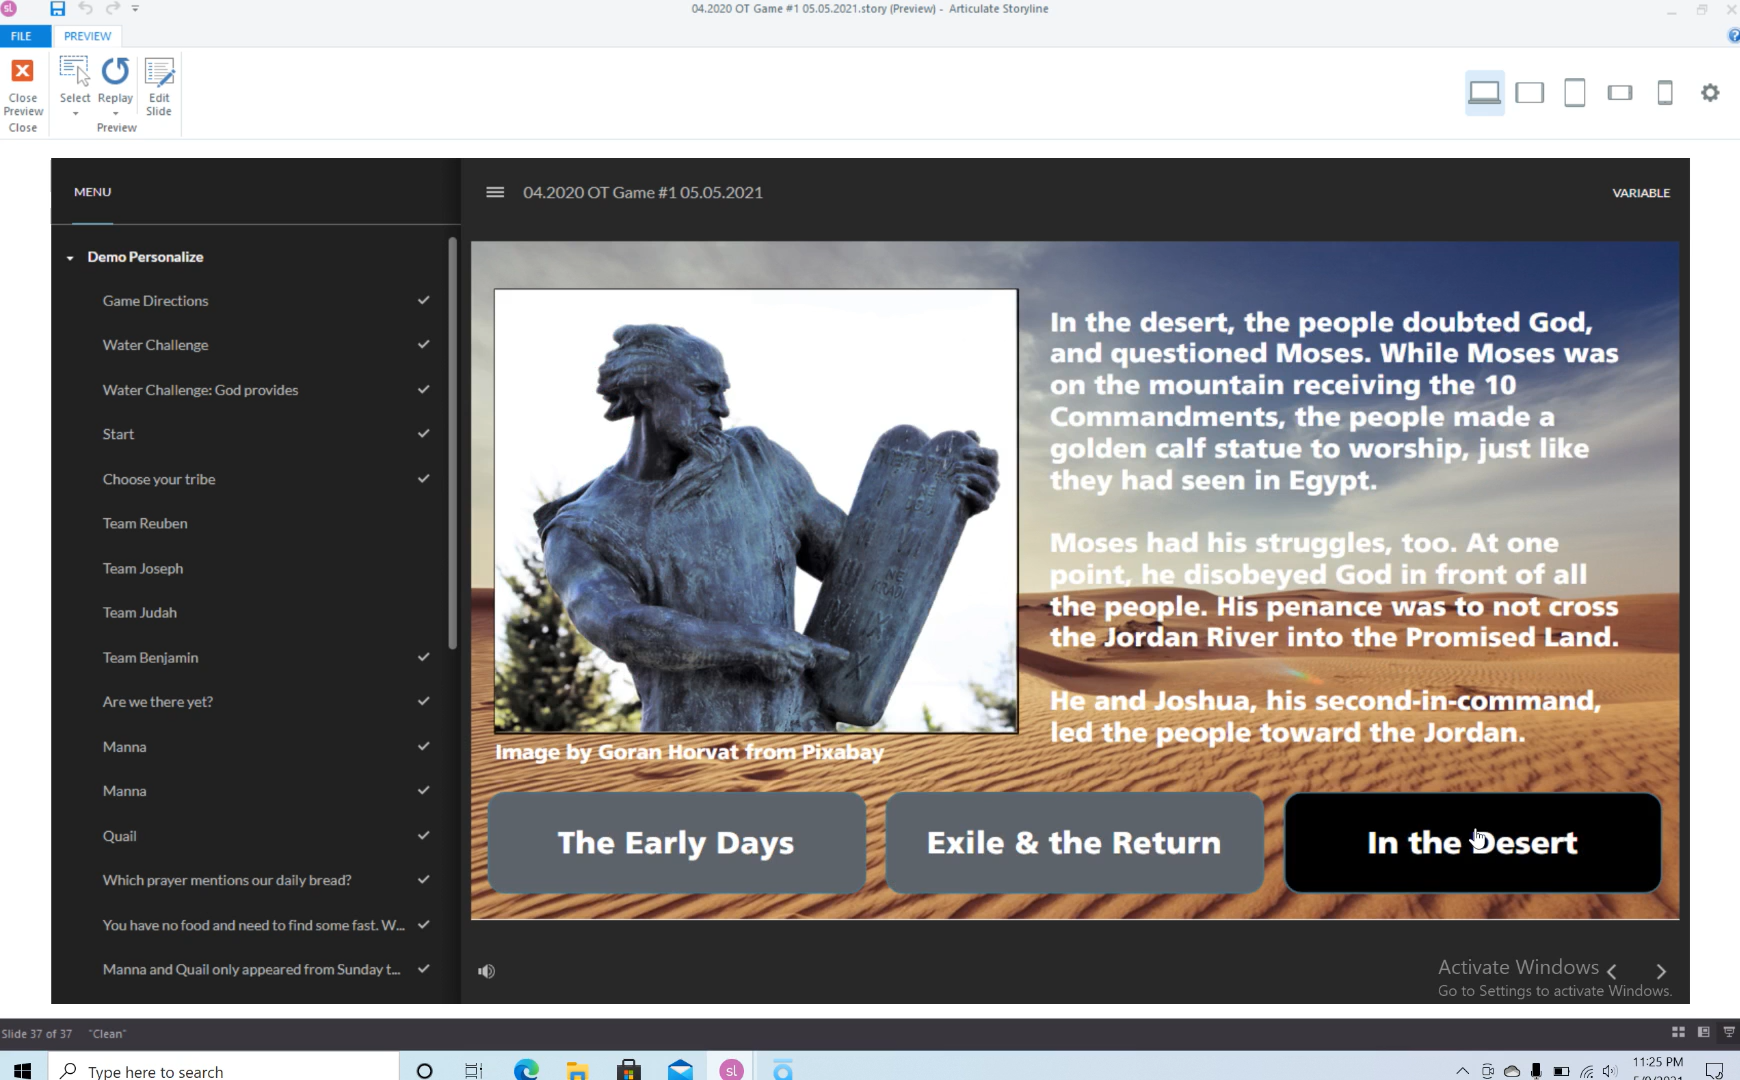 sl
04.2020 OT Game #1 05.05.2021.story (Preview) - Articulate Storyline
FILE
PREVIEW
?
Close Preview
Select
Replay
Edit Slide
Close
Preview
MENU
04.2020 OT Game #1 05.05.2021
VARIABLE
Demo Personalize
Game Directions
Water Challenge
Water Challenge: God provides
Start
Choose your tribe
Team Reuben
Team Joseph
Team Judah
Team Benjamin
Are we there yet?
Manna
Manna
Quail
Which prayer mentions our daily bread?
You have no food and need to find some fast. W...
Manna and Quail only appeared from Sunday t...
In the desert, the people doubted God,
and questioned Moses. While Moses was
on the mountain receiving the 10
Commandments, the people made a
golden calf statue to worship, just like
they had seen in Egypt.
Moses had his struggles, too. At one
point, he disobeyed God in front of all
the people. His penance was to not cross
the Jordan River into the Promised Land.
He and Joshua, his second-in-command,
led the people toward the Jordan.
Image by Goran Horvat from Pixabay
The Early Days
Exile & the Return
In the Desert
Activate Windows
Go to Settings to activate Windows.
Slide 37 of 37
"Clean"
Type here to search
sl
11:25 PM